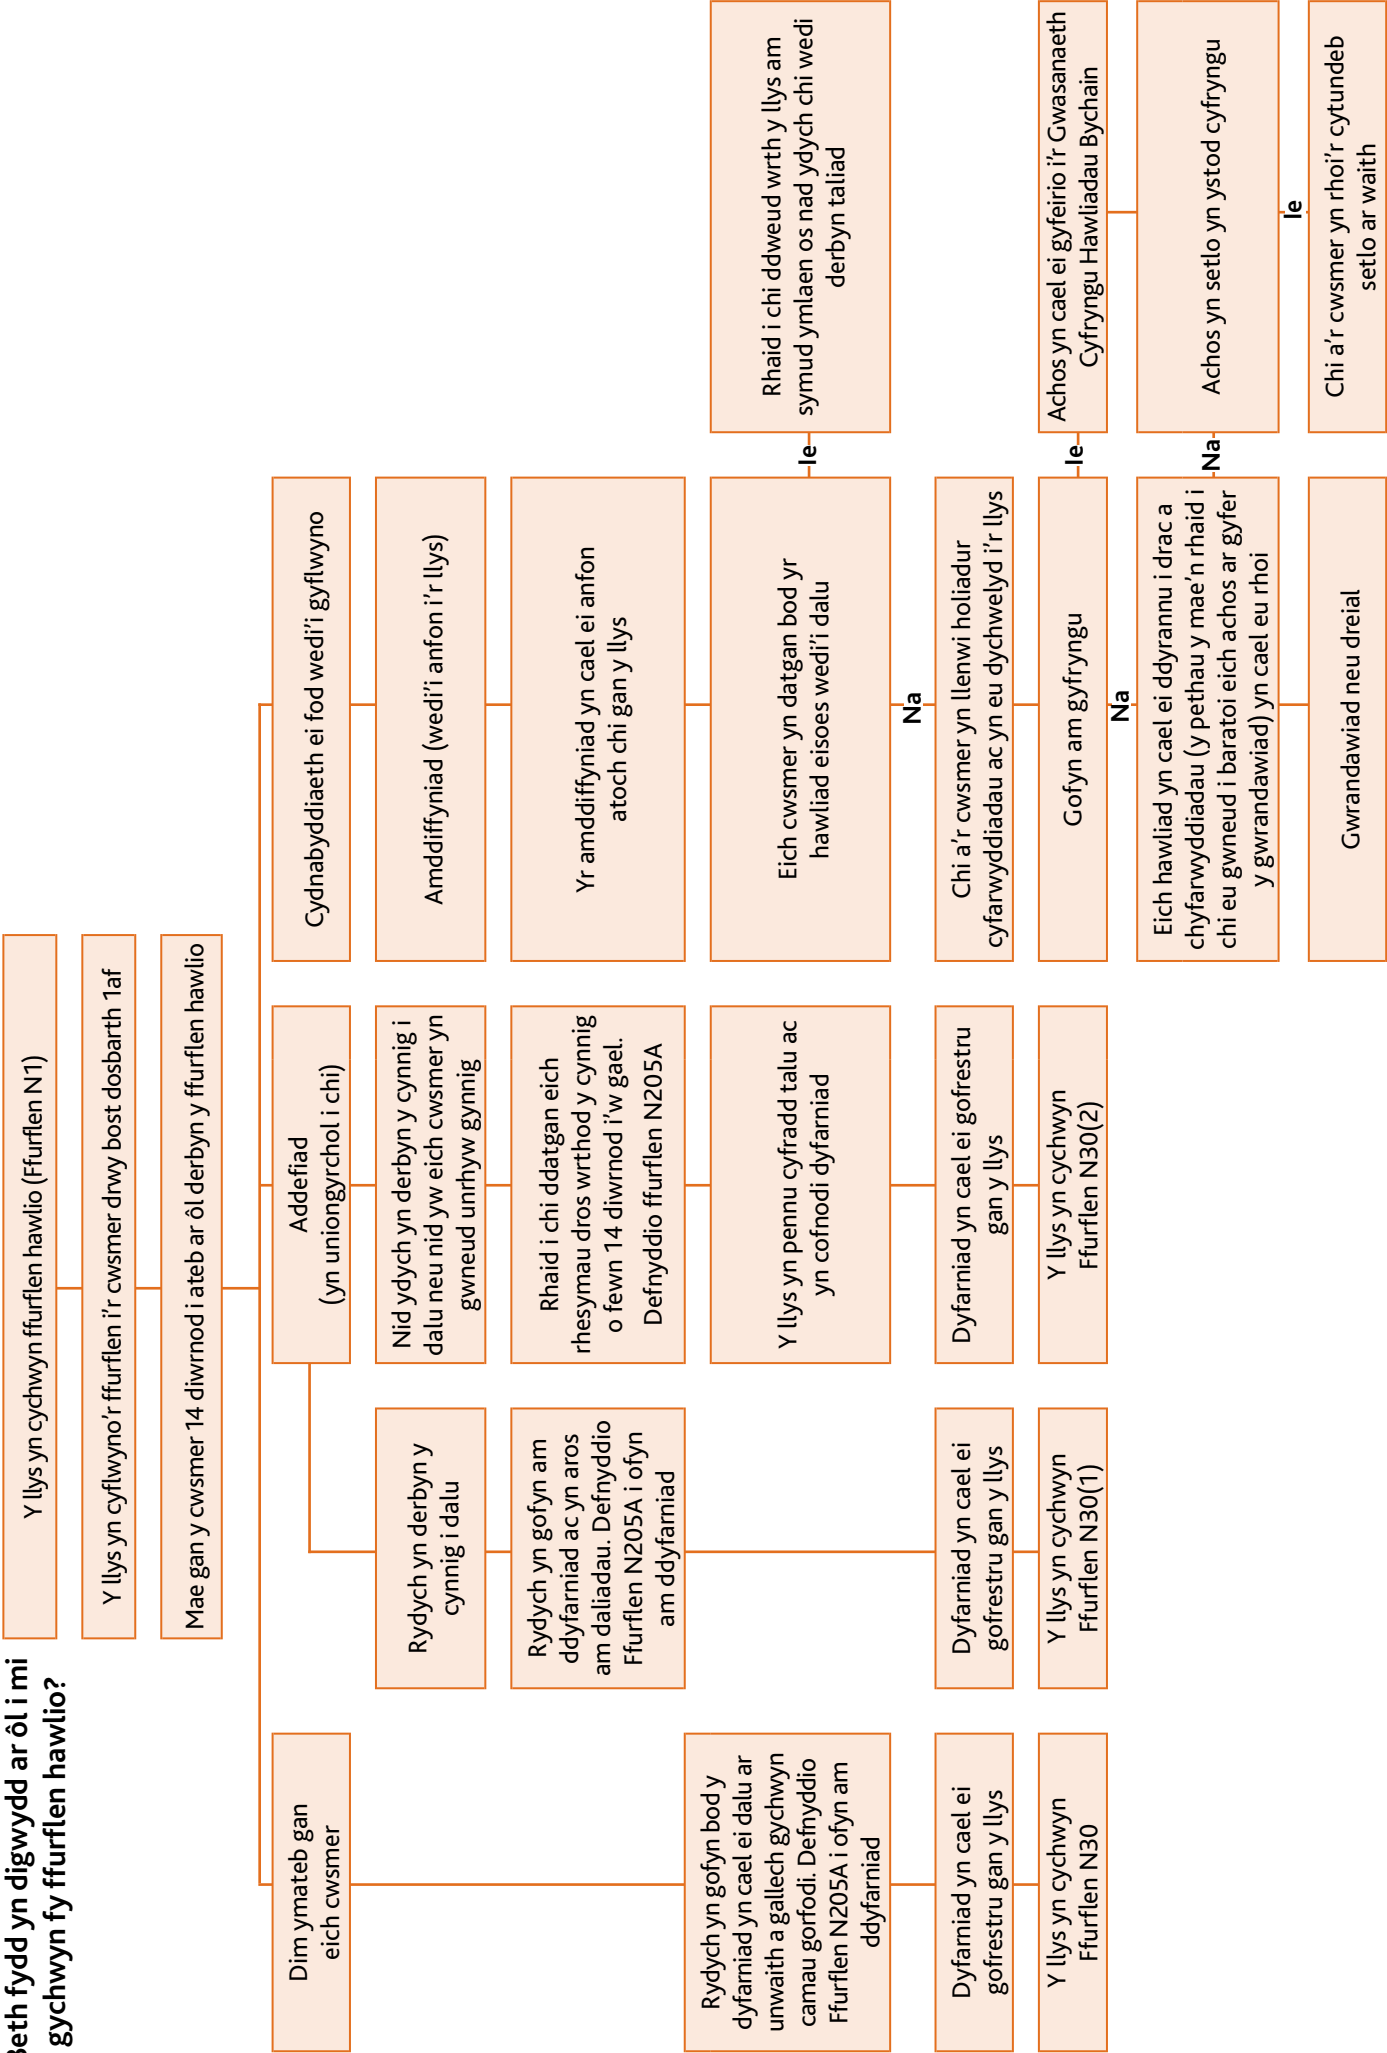 Beth fydd yn digwydd ar ôl i mi
gychwyn fy ffurflen hawlio?
Y llys yn cychwyn ffurflen hawlio (Ffurflen N1)
Y llys yn cyflwyno'r ffurflen i'r cwsmer drwy bost dosbarth 1af
Mae gan y cwsmer 14 diwrnod i ateb ar ôl derbyn y ffurflen hawlio
Dim ymateb gan
eich cwsmer
Rydych yn gofyn bod y
dyfarniad yn cael ei dalu ar
unwaith a gallech gychwyn
camau gorfodi. Defnyddio
Ffurflen N205A i ofyn am
ddyfarniad
Dyfarniad yn cael ei
gofrestru gan y llys
Y llys yn cychwyn
Ffurflen N30
Addefiad
(yn uniongyrchol i chi)
Rydych yn derbyn y
cynnig i dalu
Rydych yn gofyn am
ddyfarniad ac yn aros
am daliadau. Defnyddio
Ffurflen N205A i ofyn
am ddyfarniad
Dyfarniad yn cael ei
gofrestru gan y llys
Y llys yn cychwyn
Ffurflen N30(1)
Nid ydych yn derbyn y cynnig i
dalu neu nid yw eich cwsmer yn
gwneud unrhyw gynnig
Rhaid i chi ddatgan eich
rhesymau dros wrthod y cynnig
o fewn 14 diwrnod i'w gael.
Defnyddio ffurflen N205A
Y llys yn pennu cyfradd talu ac
yn cofnodi dyfarniad
Dyfarniad yn cael ei gofrestru
gan y llys
Y llys yn cychwyn
Ffurflen N30(2)
Cydnabyddiaeth ei fod wedi'i gyflwyno
Amddiffyniad (wedi'i anfon i'r llys)
Yr amddiffyniad yn cael ei anfon
atoch chi gan y llys
Eich cwsmer yn datgan bod yr
hawliad eisoes wedi'i dalu
Ie
Rhaid i chi ddweud wrth y llys am
symud ymlaen os nad ydych chi wedi
derbyn taliad
Na
Chi a'r cwsmer yn llenwi holiadur
cyfarwyddiadau ac yn eu dychwelyd i'r llys
Gofyn am gyfryngu
Ie
Achos yn cael ei gyfeirio i'r Gwasanaeth
Cyfryngu Hawliadau Bychain
Na
Eich hawliad yn cael ei ddyrannu i drac a
chyfarwyddiadau (y pethau y mae'n rhaid i
chi eu gwneud i baratoi eich achos ar gyfer
y gwrandawiad) yn cael eu rhoi
Na
Achos yn setlo yn ystod cyfryngu
Ie
Gwrandawiad neu dreial
Chi a'r cwsmer yn rhoi'r cytundeb
setlo ar waith